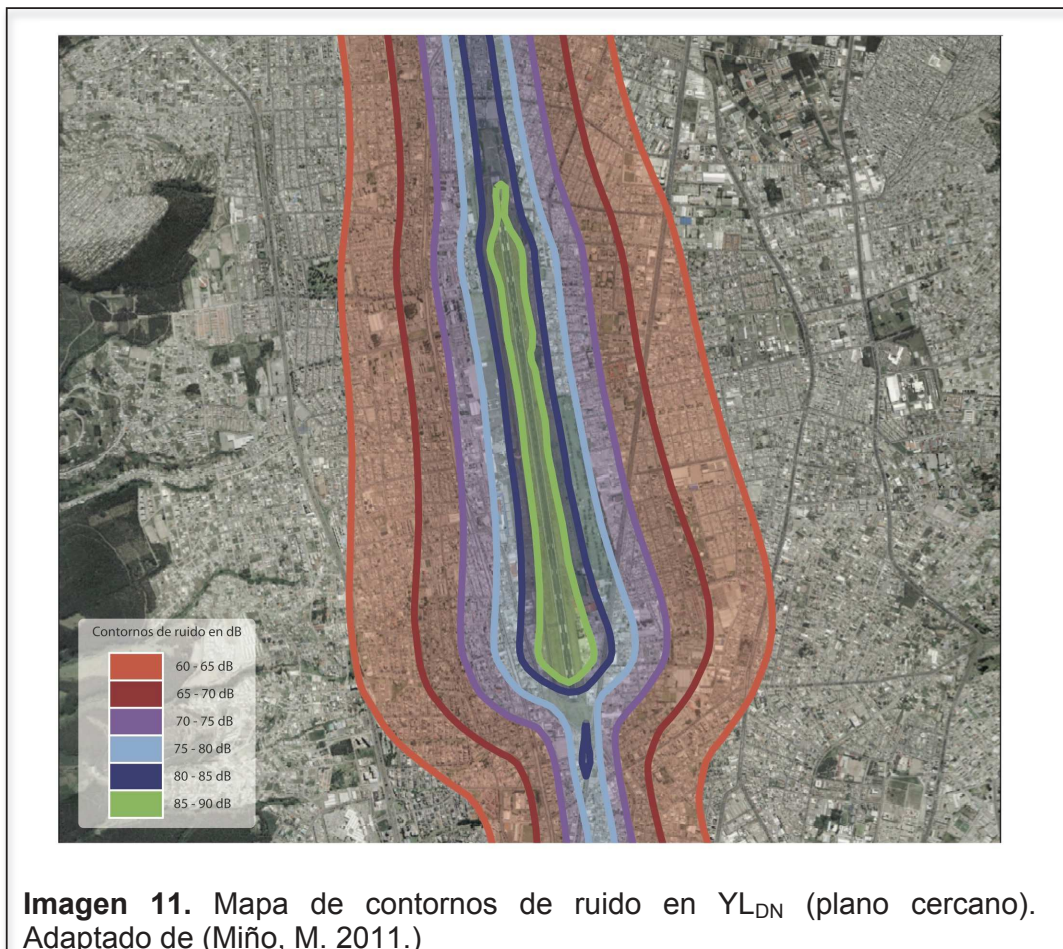 Contornos de ruido en dB
60 - 65 dB
65 - 70 dB
70 - 75 dB
75 - 80 dB
80 - 85 dB
85 - 90 dB
Imagen 11. Mapa de contornos de ruido en YLDN (plano cercano).
Adaptado de (Miño, M. 2011.)